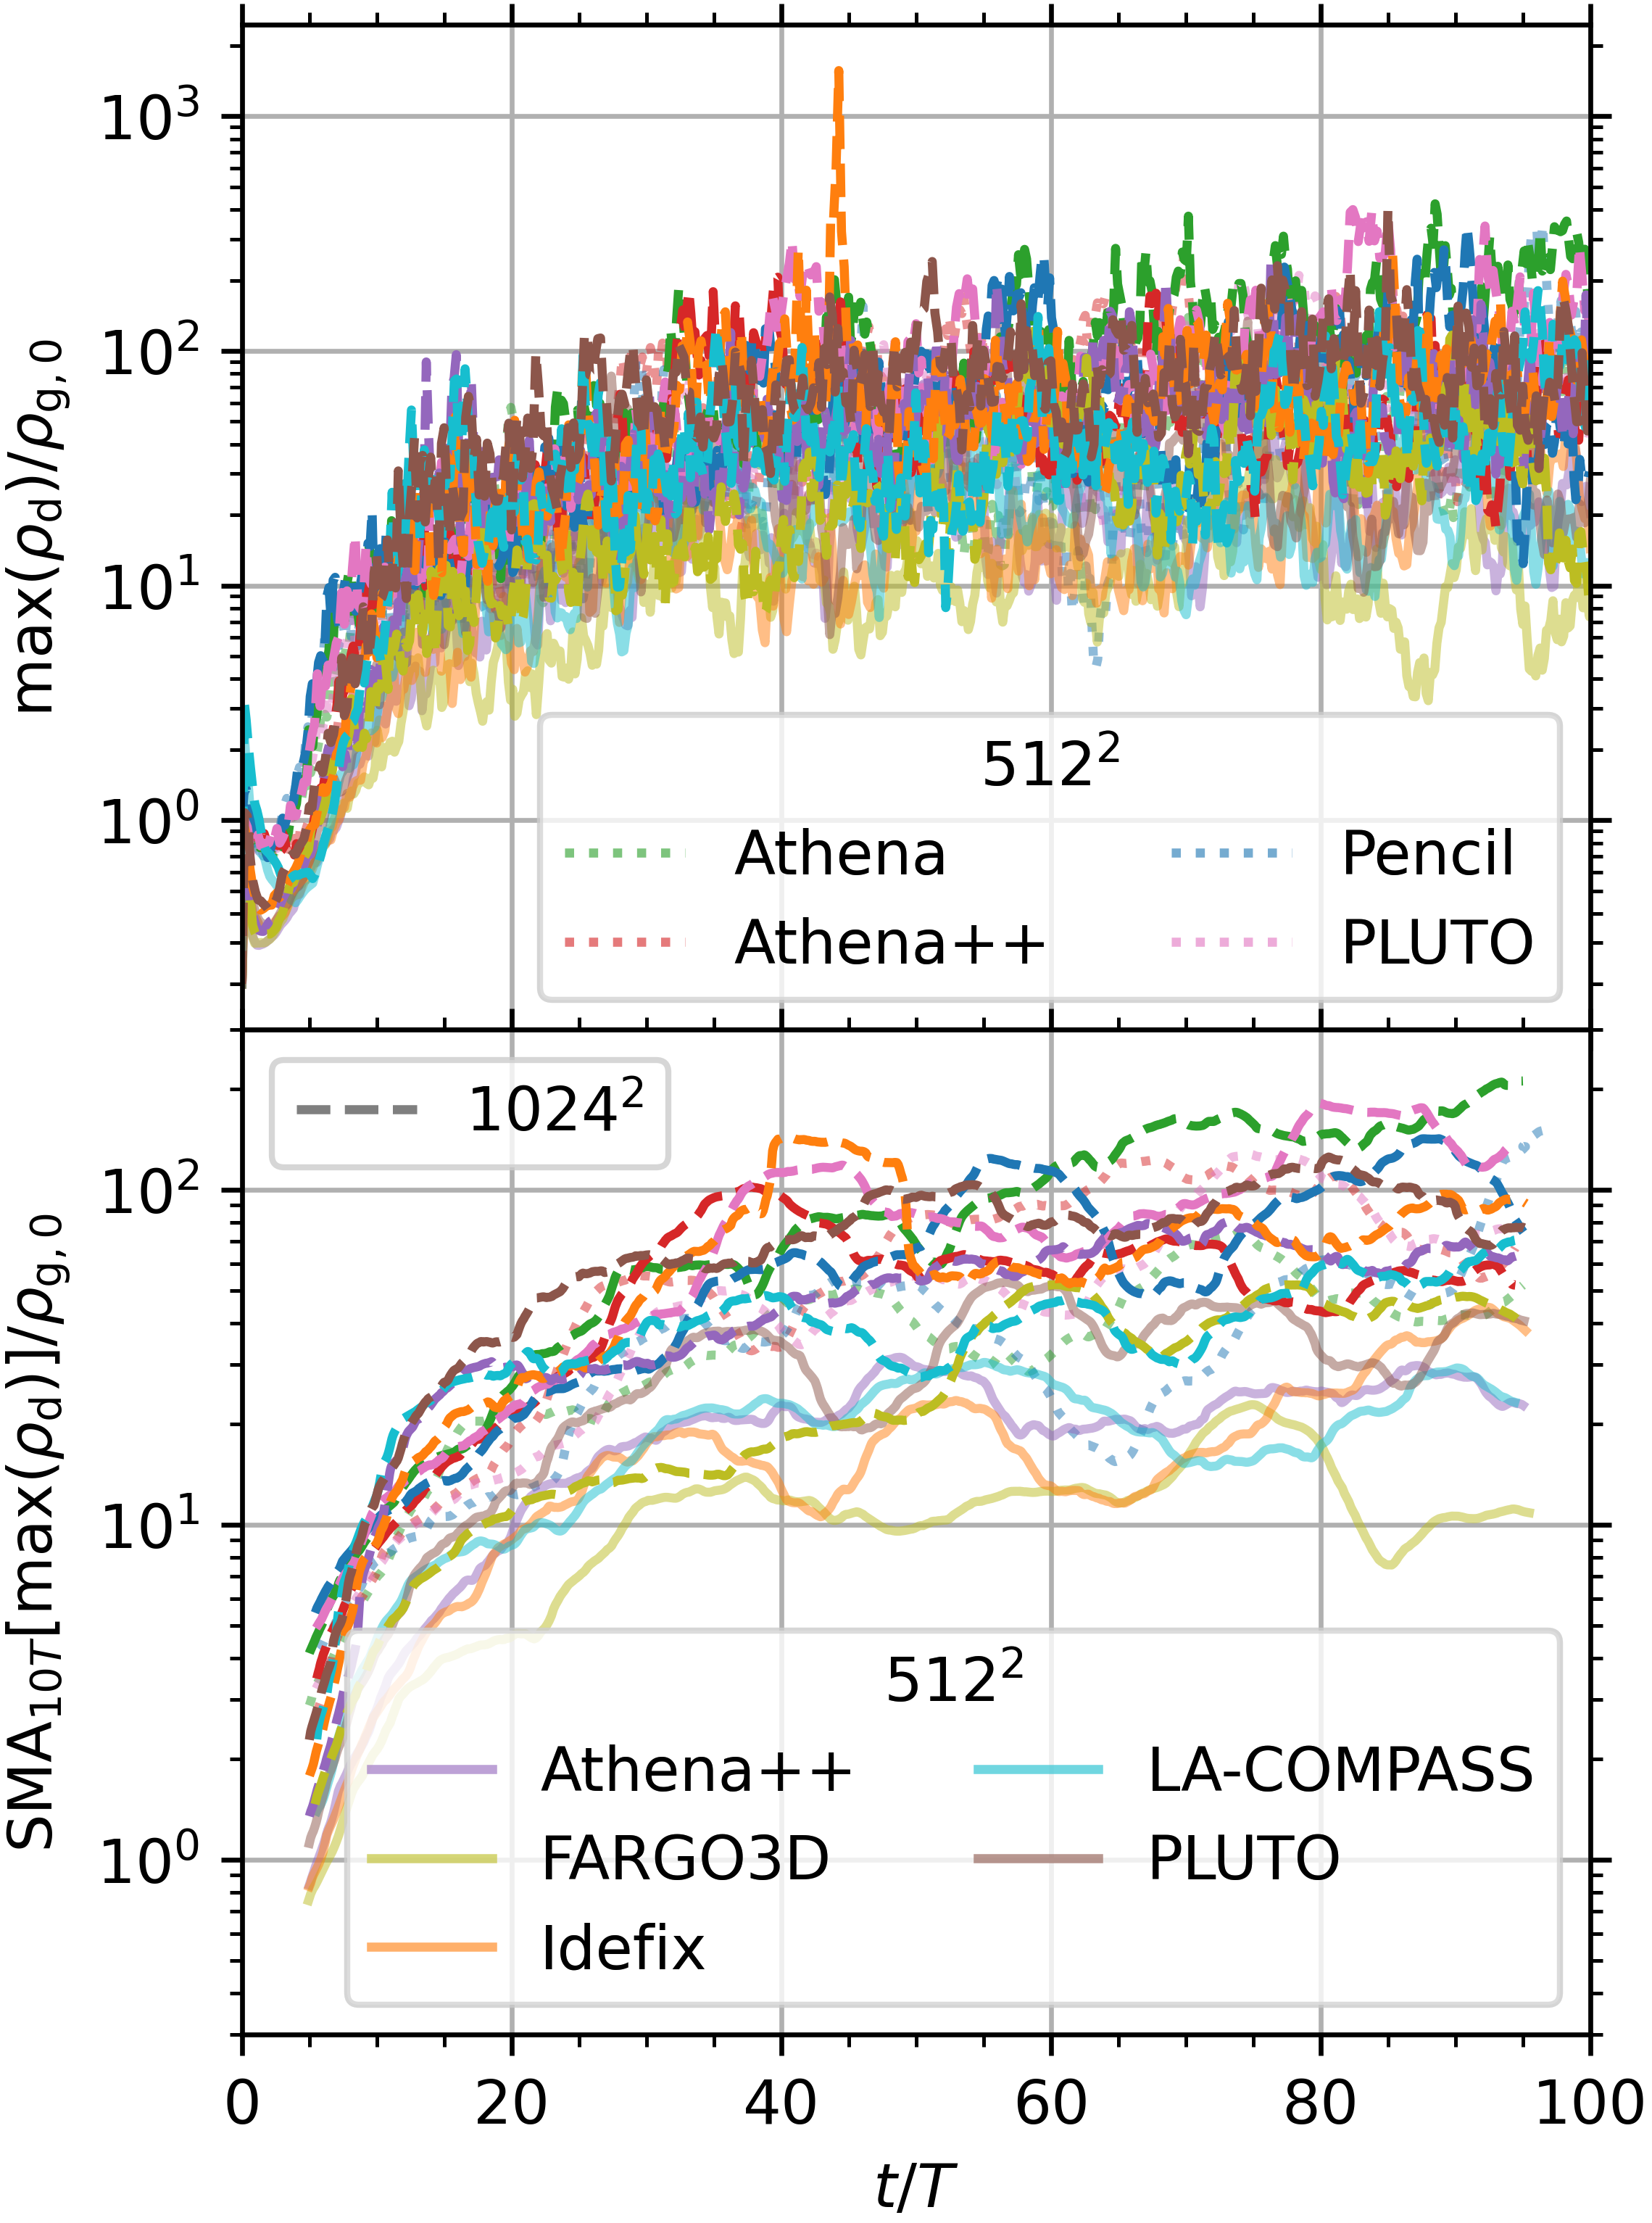 10³
10²
10¹
10⁰
max(ρ_d)/ρ_g,0
512²
Athena
Pencil
Athena++
PLUTO
1024²
10²
10¹
10⁰
SMA_10T[max(ρ_d)]/ρ_g,0
512²
Athena++
LA-COMPASS
FARGO3D
PLUTO
Idefix
0 20 40 60 80 100
t/T